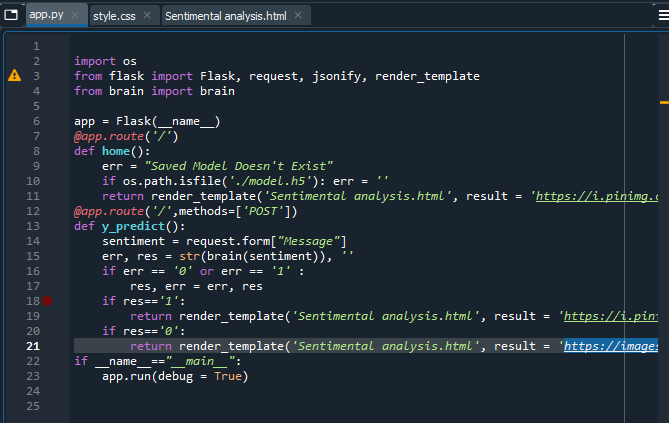 app.py style.css Sentimental analysis.html
1
2 import os
3 from flask import Flask, request, jsonify, render_template
4 from brain import brain
5
6 app = Flask(__name__)
7 @app.route('/')
8 def home():
9 err = "Saved Model Doesn't Exist"
10 if os.path.isfile('./model.h5'): err = ''
11 return render_template('Sentimental analysis.html', result = 'https://i.pinimg.c
12 @app.route('/',methods=['POST'])
13 def y_predict():
14 sentiment = request.form["Message"]
15 err, res = str(brain(sentiment)), ''
16 if err == '0' or err == '1' :
17 res, err = err, res
18 if res=='1':
19 return render_template('Sentimental analysis.html', result = 'https://i.pin
20 if res=='0':
21 return render_template('Sentimental analysis.html', result = 'https://images
22 if __name__=="__main__":
23 app.run(debug = True)
24
25